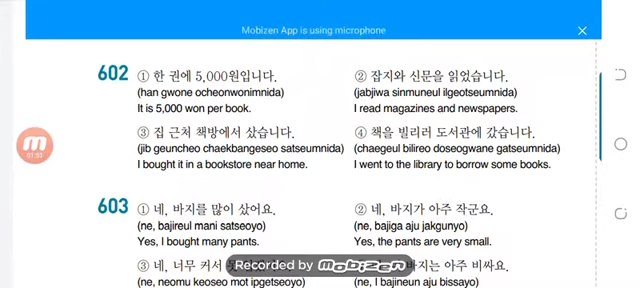 Mobizen App is using microphone
602
① 한 권에 5,000원입니다.
(han gwone ocheonwonimnida)
It is 5,000 won per book.
② 잡지와 신문을 읽었습니다.
(jabjiwa sinmuneul ilgeotseumnida)
I read magazines and newspapers.
③ 집 근처 책방에서 샀습니다.
(jib geuncheo chaekbangeseo satseumnida)
I bought it in a bookstore near home.
④ 책을 빌리러 도서관에 갔습니다.
(chaegeul bilireo doseogwane gatseumnida)
I went to the library to borrow some books.
603
① 네, 바지를 많이 샀어요.
(ne, bajireul mani satseoyo)
Yes, I bought many pants.
② 네, 바지가 아주 작군요.
(ne, bajiga aju jakgunyo)
Yes, the pants are very small.
③ 네, 너무 커서
(ne, neomu keoseo mot ipgetseoyo)
바지는 아주 비싸요.
(ne, I bajineun aju bissayo)
Recorded by mobizen